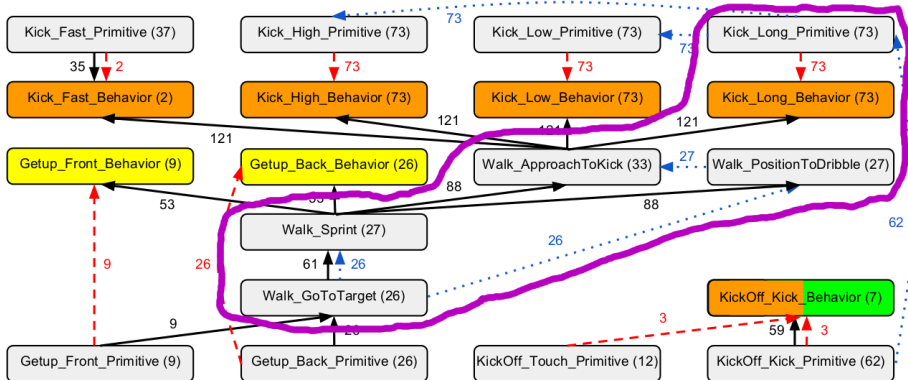 73
Kick_Fast_Primitive (37) Kick_High_Primitive (73) Kick_Low_Primitive (73) Kick_Long_Primitive (73)
73
35 2 73 73 73
Kick_Fast_Behavior (2) Kick_High_Behavior (73) Kick_Low_Behavior (73) Kick_Long_Behavior (73)
121 121 121 121
Getup_Front_Behavior (9) Getup_Back_Behavior (26) Walk_ApproachToKick (33) 27 Walk_PositionToDribble (27)
53 53 88 88
Walk_Sprint (27) 62
26
9 26 61 26
Walk_GoToTarget (26) KickOff_Kick_Behavior (7)
9 26 3 59 3
Getup_Front_Primitive (9) Getup_Back_Primitive (26) KickOff_Touch_Primitive (12) KickOff_Kick_Primitive (62)